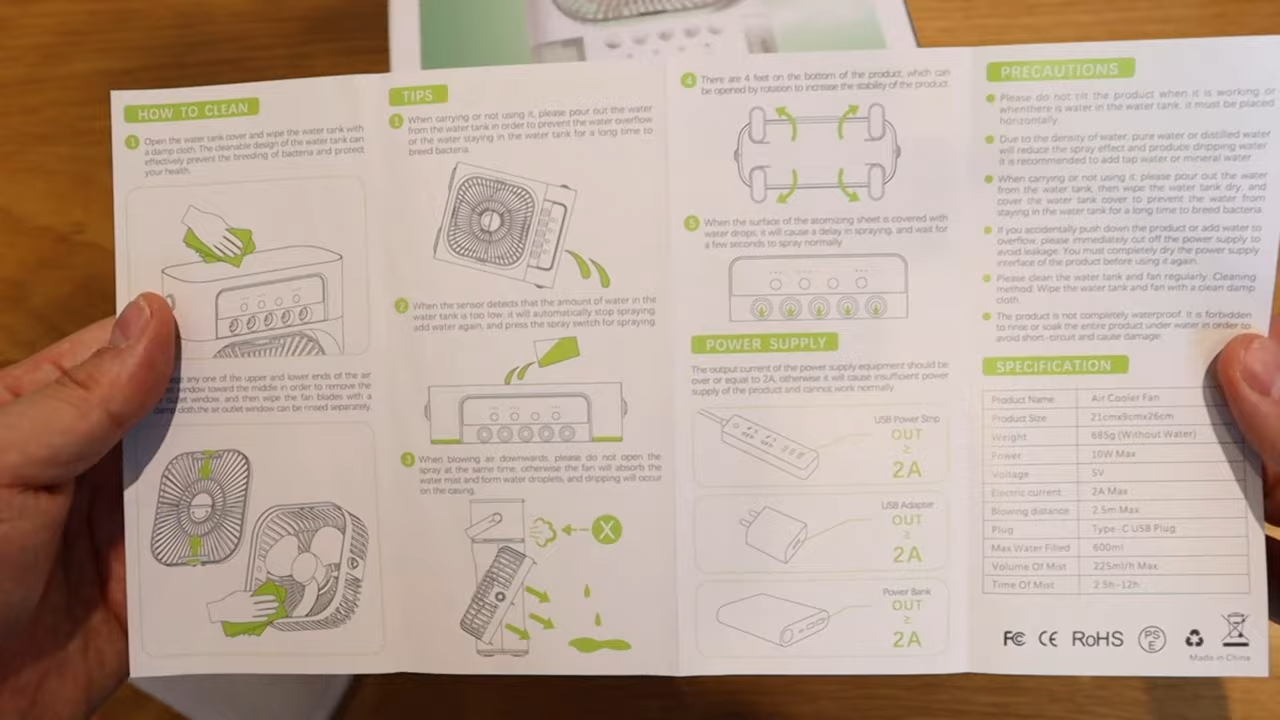 HOW TO CLEAN
1 Open the water tank cover and wipe the water tank with
a damp cloth. The cleanable design of the water tank can
effectively prevent the breeding of bacteria and protect
your health.
any one of the upper and lower ends of the air
window toward the middle in order to remove the
outlet window, and then wipe the fan blades with a
cloth, the air outlet window can be rinsed separately.
TIPS
1 When carrying or not using it, please pour out the water
from the water tank in order to prevent the water overflow
or the water staying in the water tank for a long time to
breed bacteria.
2 When the sensor detects that the amount of water in the
water tank is too low, it will automatically stop spraying,
add water again, and press the spray switch for spraying.
3 When blowing air downwards, please do not open the
spray at the same time, otherwise the fan will absorb the
water mist and form water droplets, and dripping will occur
on the casing.
X
4 There are 4 feet on the bottom of the product, which can
be opened by rotation to increase the stability of the product.
5 When the surface of the atomizing sheet is covered with
water drops, it will cause a delay in spraying, and wait for
a few seconds to spray normally
POWER SUPPLY
The output current of the power supply equipment should be
over or equal to 2A, otherwise it will cause insufficient power
supply of the product and cannot work normally
USB Power Strip
OUT
≥
2A
USB Adapter
OUT
≥
2A
Power Bank
OUT
≥
2A
PRECAUTIONS
Please do not tilt the product when it is working or
whenthere is water in the water tank, it must be placed
horizontally.
Due to the density of water, pure water or distilled water
will reduce the spray effect and produce dripping water
it is recommended to add tap water or mineral water
When carrying or not using it, please pour out the water
from the water tank, then wipe the water tank dry, and
cover the water tank cover to prevent the water from
staying in the water tank for a long time to breed bacteria.
If you accidentally push down the product or add water to
overflow, please immediately cut off the power supply to
avoid leakage. You must completely dry the power supply
interface of the product before using it again.
Please clean the water tank and fan regularly. Cleaning
method: Wipe the water tank and fan with a clean damp
cloth.
The product is not completely waterproof. It is forbidden
to rinse or soak the entire product under water in order to
avoid short-circuit and cause damage.
SPECIFICATION
Product Name Air Cooler Fan
Product Size 21cmx9cmx26cm
Weight 685g (Without Water)
Power 10W Max
Voltage 5V
Electric current 2A Max
Blowing distance 2.5m Max
Plug Type-C USB Plug
Max Water Filled 600ml
Volume Of Mist 225ml/h Max
Time Of Mist 2.5h-12h
FC CE RoHS PSE
Made in China